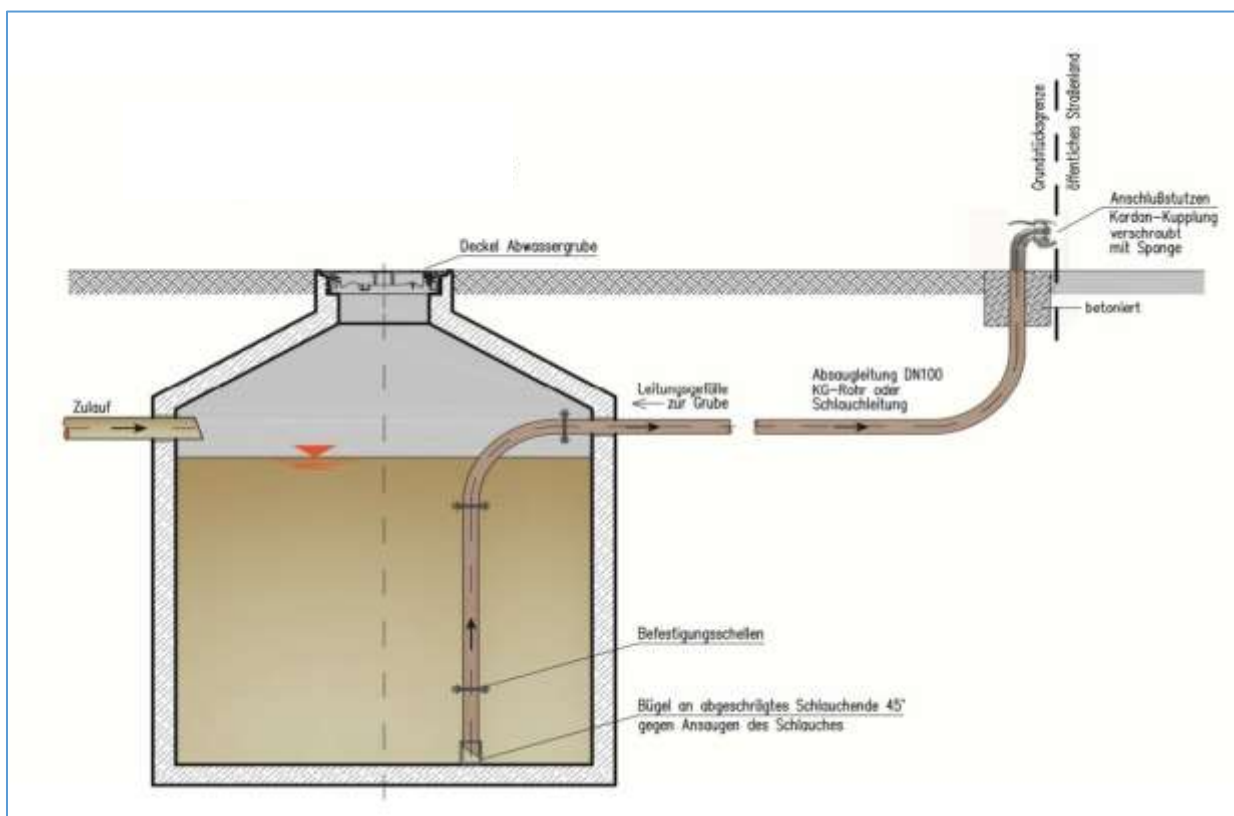 Grundstücksgrenze
öffentliches Straßenland
Anschlußstutzen
Kardan-Kupplung
verschraubt
mit Spange
Deckel Abwassergrube
betoniert
Zulauf
Leitungsgefälle
zur Grube
Absaugleitung DN100
KG-Rohr oder
Schlauchleitung
Befestigungsschellen
Bügel an abgeschrägtes Schlauchende 45°
gegen Ansaugen des Schlauches